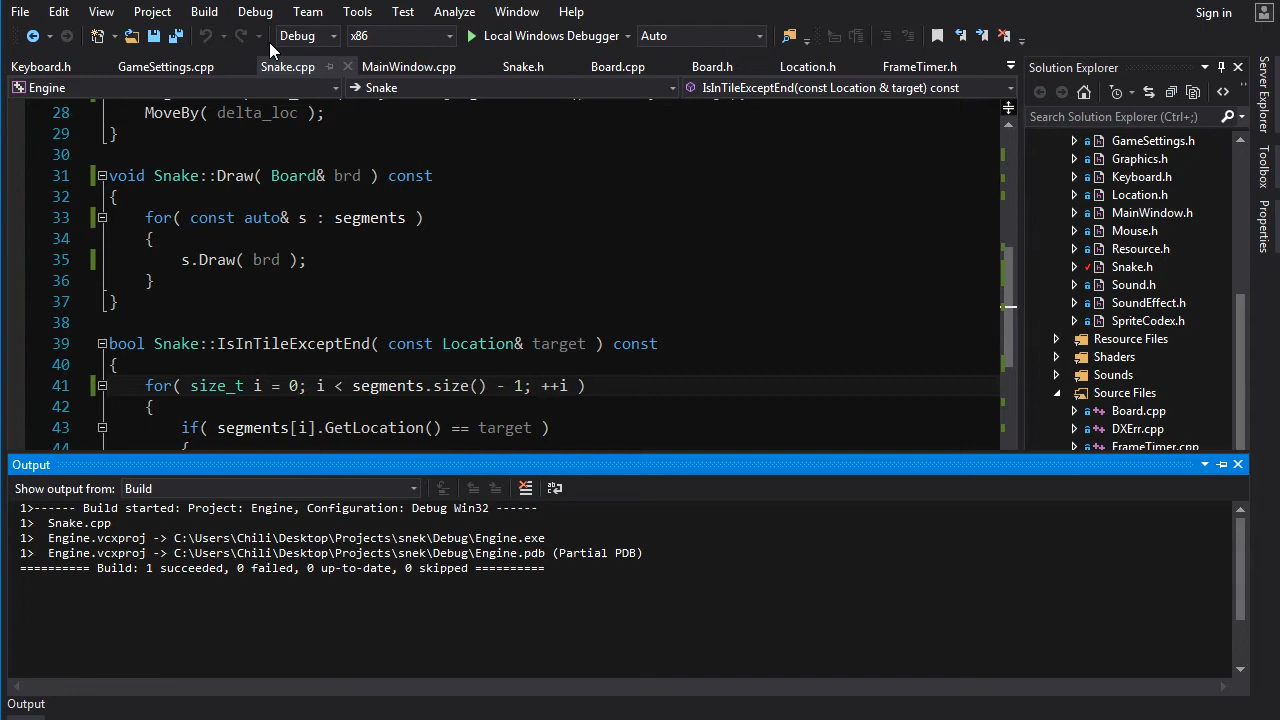 File Edit View Project Build Debug Team Tools Test Analyze Window Help Sign in
Debug x86 Local Windows Debugger Auto
Keyboard.h GameSettings.cpp Snake.cpp MainWindow.cpp Snake.h Board.cpp Board.h Location.h FrameTimer.h
Engine Snake IsInTileExceptEnd(const Location & target) const
28 MoveBy( delta_loc );
29 }
30
31 void Snake::Draw( Board& brd ) const
32 {
33 for( const auto& s : segments )
34 {
35 s.Draw( brd );
36 }
37 }
38
39 bool Snake::IsInTileExceptEnd( const Location& target ) const
40 {
41 for( size_t i = 0; i < segments.size() - 1; ++i )
42 {
43 if( segments[i].GetLocation() == target )
44 {
Solution Explorer
Search Solution Explorer (Ctrl+;)
GameSettings.h
Graphics.h
Keyboard.h
Location.h
MainWindow.h
Mouse.h
Resource.h
Snake.h
Sound.h
SoundEffect.h
SpriteCodex.h
Resource Files
Shaders
Sounds
Source Files
Board.cpp
DXErr.cpp
FrameTimer.cpp
Server Explorer
Toolbox
Properties
Output
Show output from: Build
1>------ Build started: Project: Engine, Configuration: Debug Win32 ------
1> Snake.cpp
1> Engine.vcxproj -> C:\Users\Chili\Desktop\Projects\snek\Debug\Engine.exe
1> Engine.vcxproj -> C:\Users\Chili\Desktop\Projects\snek\Debug\Engine.pdb (Partial PDB)
========== Build: 1 succeeded, 0 failed, 0 up-to-date, 0 skipped ==========
Output